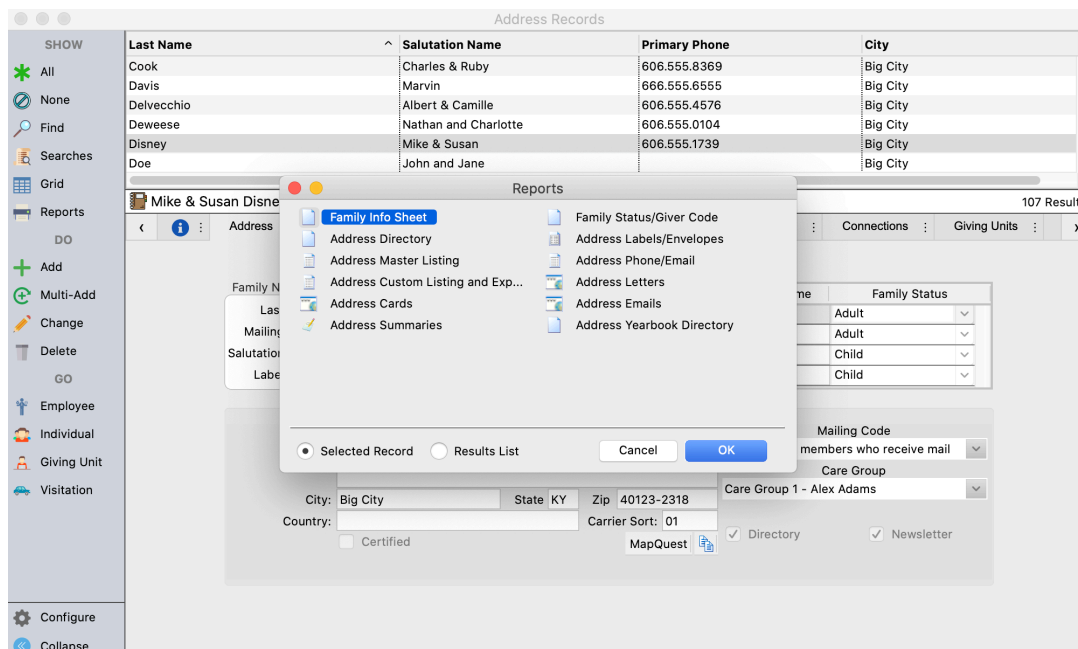 Address Records
SHOW
All
None
Find
Searches
Grid
Reports
DO
Add
Multi-Add
Change
Delete
GO
Employee
Individual
Giving Unit
Visitation
Configure
Collapse
Last Name Salutation Name Primary Phone City
Cook Charles & Ruby 606.555.8369 Big City
Davis Marvin 666.555.6555 Big City
Delvecchio Albert & Camille 606.555.4576 Big City
Deweese Nathan and Charlotte 606.555.0104 Big City
Disney Mike & Susan 606.555.1739 Big City
Doe John and Jane Big City
Mike & Susan Disne 107 Result
Address Connections Giving Units
Reports
Family Info Sheet Family Status/Giver Code
Address Directory Address Labels/Envelopes
Address Master Listing Address Phone/Email
Address Custom Listing and Exp... Address Letters
Address Cards Address Emails
Address Summaries Address Yearbook Directory
Selected Record Results List Cancel OK
Family N
Las
Mailing
Salutation
Labe
me Family Status
Adult
Adult
Child
Child
Mailing Code
members who receive mail
Care Group
Care Group 1 - Alex Adams
City: Big City State KY Zip 40123-2318
Country: Carrier Sort: 01
Certified MapQuest
Directory Newsletter